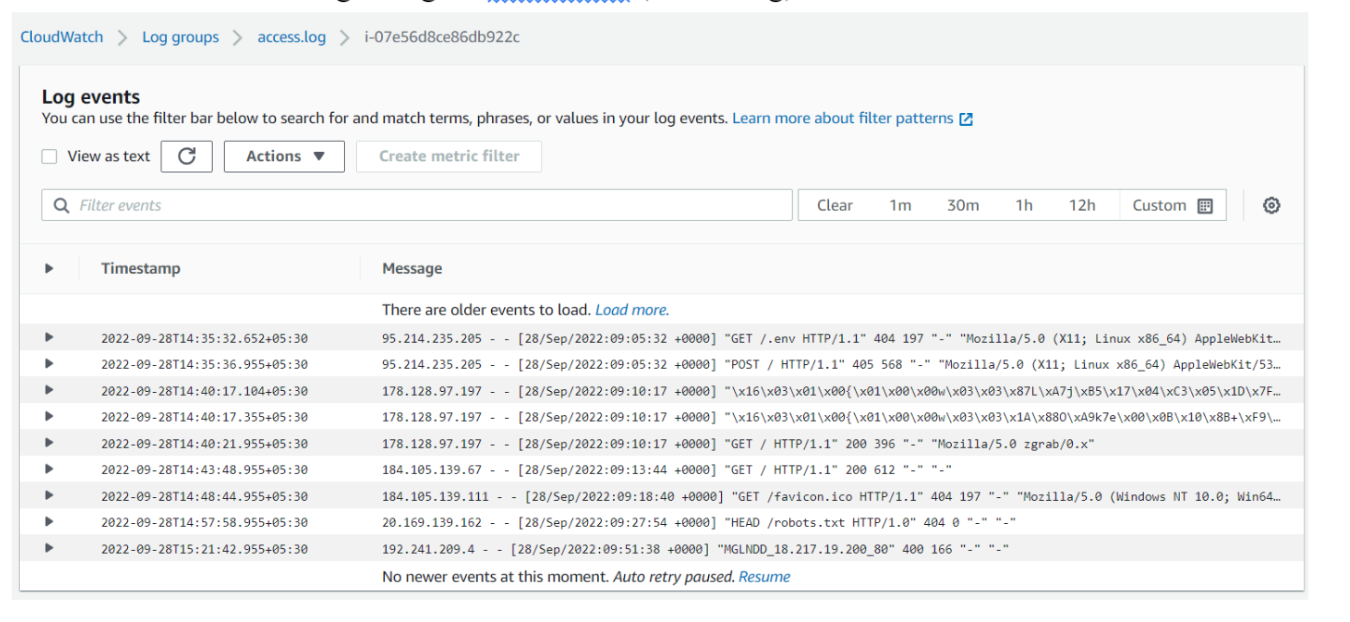 CloudWatch > Log groups > access.log > i-07e56d8ce86db922c
Log events
You can use the filter bar below to search for and match terms, phrases, or values in your log events. Learn more about filter patterns
View as text Actions ▼ Create metric filter
Filter events Clear 1m 30m 1h 12h Custom
Timestamp Message
There are older events to load. Load more.
2022-09-28T14:35:32.652+05:30 95.214.235.205 - - [28/Sep/2022:09:05:32 +0000] "GET /.env HTTP/1.1" 404 197 "-" "Mozilla/5.0 (X11; Linux x86_64) AppleWebKit…
2022-09-28T14:35:36.955+05:30 95.214.235.205 - - [28/Sep/2022:09:05:32 +0000] "POST / HTTP/1.1" 405 568 "-" "Mozilla/5.0 (X11; Linux x86_64) AppleWebKit/53…
2022-09-28T14:40:17.104+05:30 178.128.97.197 - - [28/Sep/2022:09:10:17 +0000] "\x16\x03\x01\x00{\x01\x00\x00w\x03\x03\x87L\xA7j\xB5\x17\x04\xC3\x05\x1D\x7F…
2022-09-28T14:40:17.355+05:30 178.128.97.197 - - [28/Sep/2022:09:10:17 +0000] "\x16\x03\x01\x00{\x01\x00\x00w\x03\x03\x1A\x88O\xA9k7e\x00\x0B\x10\x8B+\xF9\…
2022-09-28T14:40:21.955+05:30 178.128.97.197 - - [28/Sep/2022:09:10:17 +0000] "GET / HTTP/1.1" 200 396 "-" "Mozilla/5.0 zgrab/0.x"
2022-09-28T14:43:48.955+05:30 184.105.139.67 - - [28/Sep/2022:09:13:44 +0000] "GET / HTTP/1.1" 200 612 "-" "-"
2022-09-28T14:48:44.955+05:30 184.105.139.111 - - [28/Sep/2022:09:18:40 +0000] "GET /favicon.ico HTTP/1.1" 404 197 "-" "Mozilla/5.0 (Windows NT 10.0; Win64…
2022-09-28T14:57:58.955+05:30 20.169.139.162 - - [28/Sep/2022:09:27:54 +0000] "HEAD /robots.txt HTTP/1.0" 404 0 "-" "-"
2022-09-28T15:21:42.955+05:30 192.241.209.4 - - [28/Sep/2022:09:51:38 +0000] "MGLNDD_18.217.19.200_80" 400 166 "-" "-"
No newer events at this moment. Auto retry paused. Resume